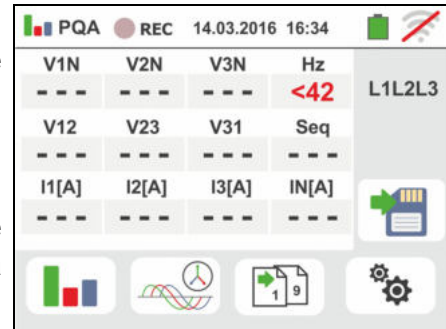 PQA REC 14.03.2016 16:34
V1N V2N V3N Hz
--- --- --- <42 L1L2L3
V12 V23 V31 Seq
--- --- --- ---
I1[A] I2[A] I3[A] IN[A]
--- --- --- ---
1 9